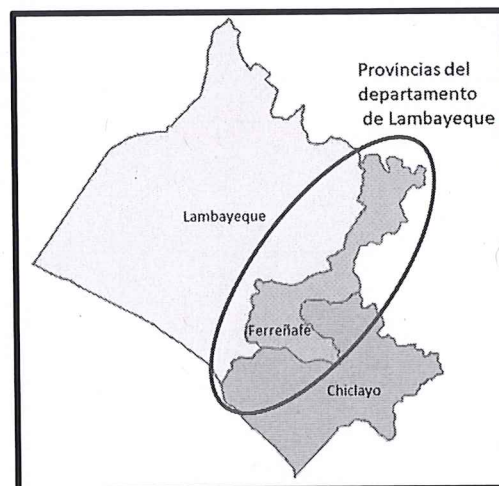 Provincias del
departamento
de Lambayeque
Lambayeque
Ferreñafe
Chiclayo